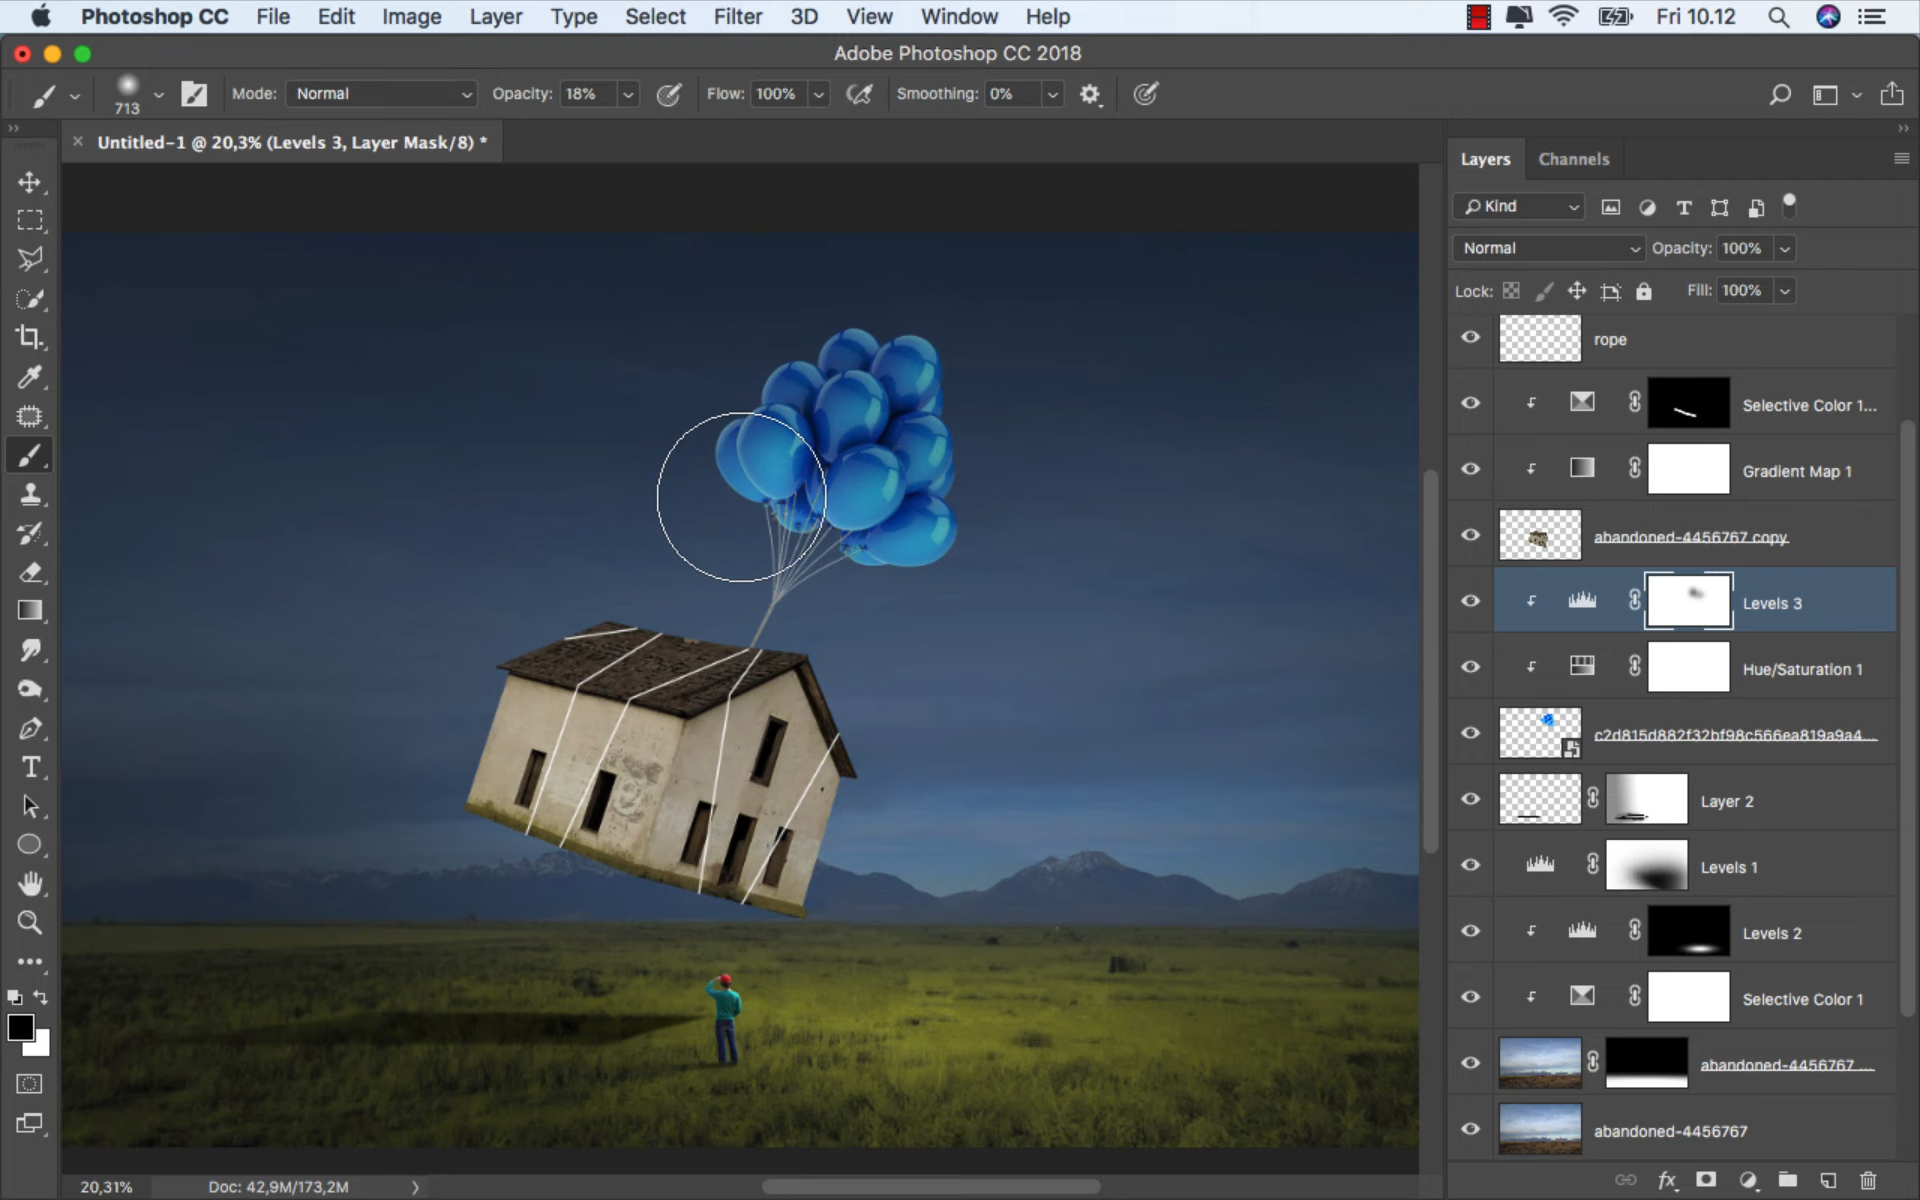 Photoshop CC File Edit Image Layer Type Select Filter 3D View Window Help Fri 10.12
Adobe Photoshop CC 2018
713 Mode: Normal Opacity: 18% Flow: 100% Smoothing: 0%
Untitled-1 @ 20,3% (Levels 3, Layer Mask/8) *
Layers Channels
Kind
Normal Opacity: 100%
Lock: Fill: 100%
rope
Selective Color 1...
Gradient Map 1
abandoned-4456767 copy
Levels 3
Hue/Saturation 1
c2d815d882f32bf98c566ea819a9a4...
Layer 2
Levels 1
Levels 2
Selective Color 1
abandoned-4456767 ...
abandoned-4456767
20,31% Doc: 42,9M/173,2M